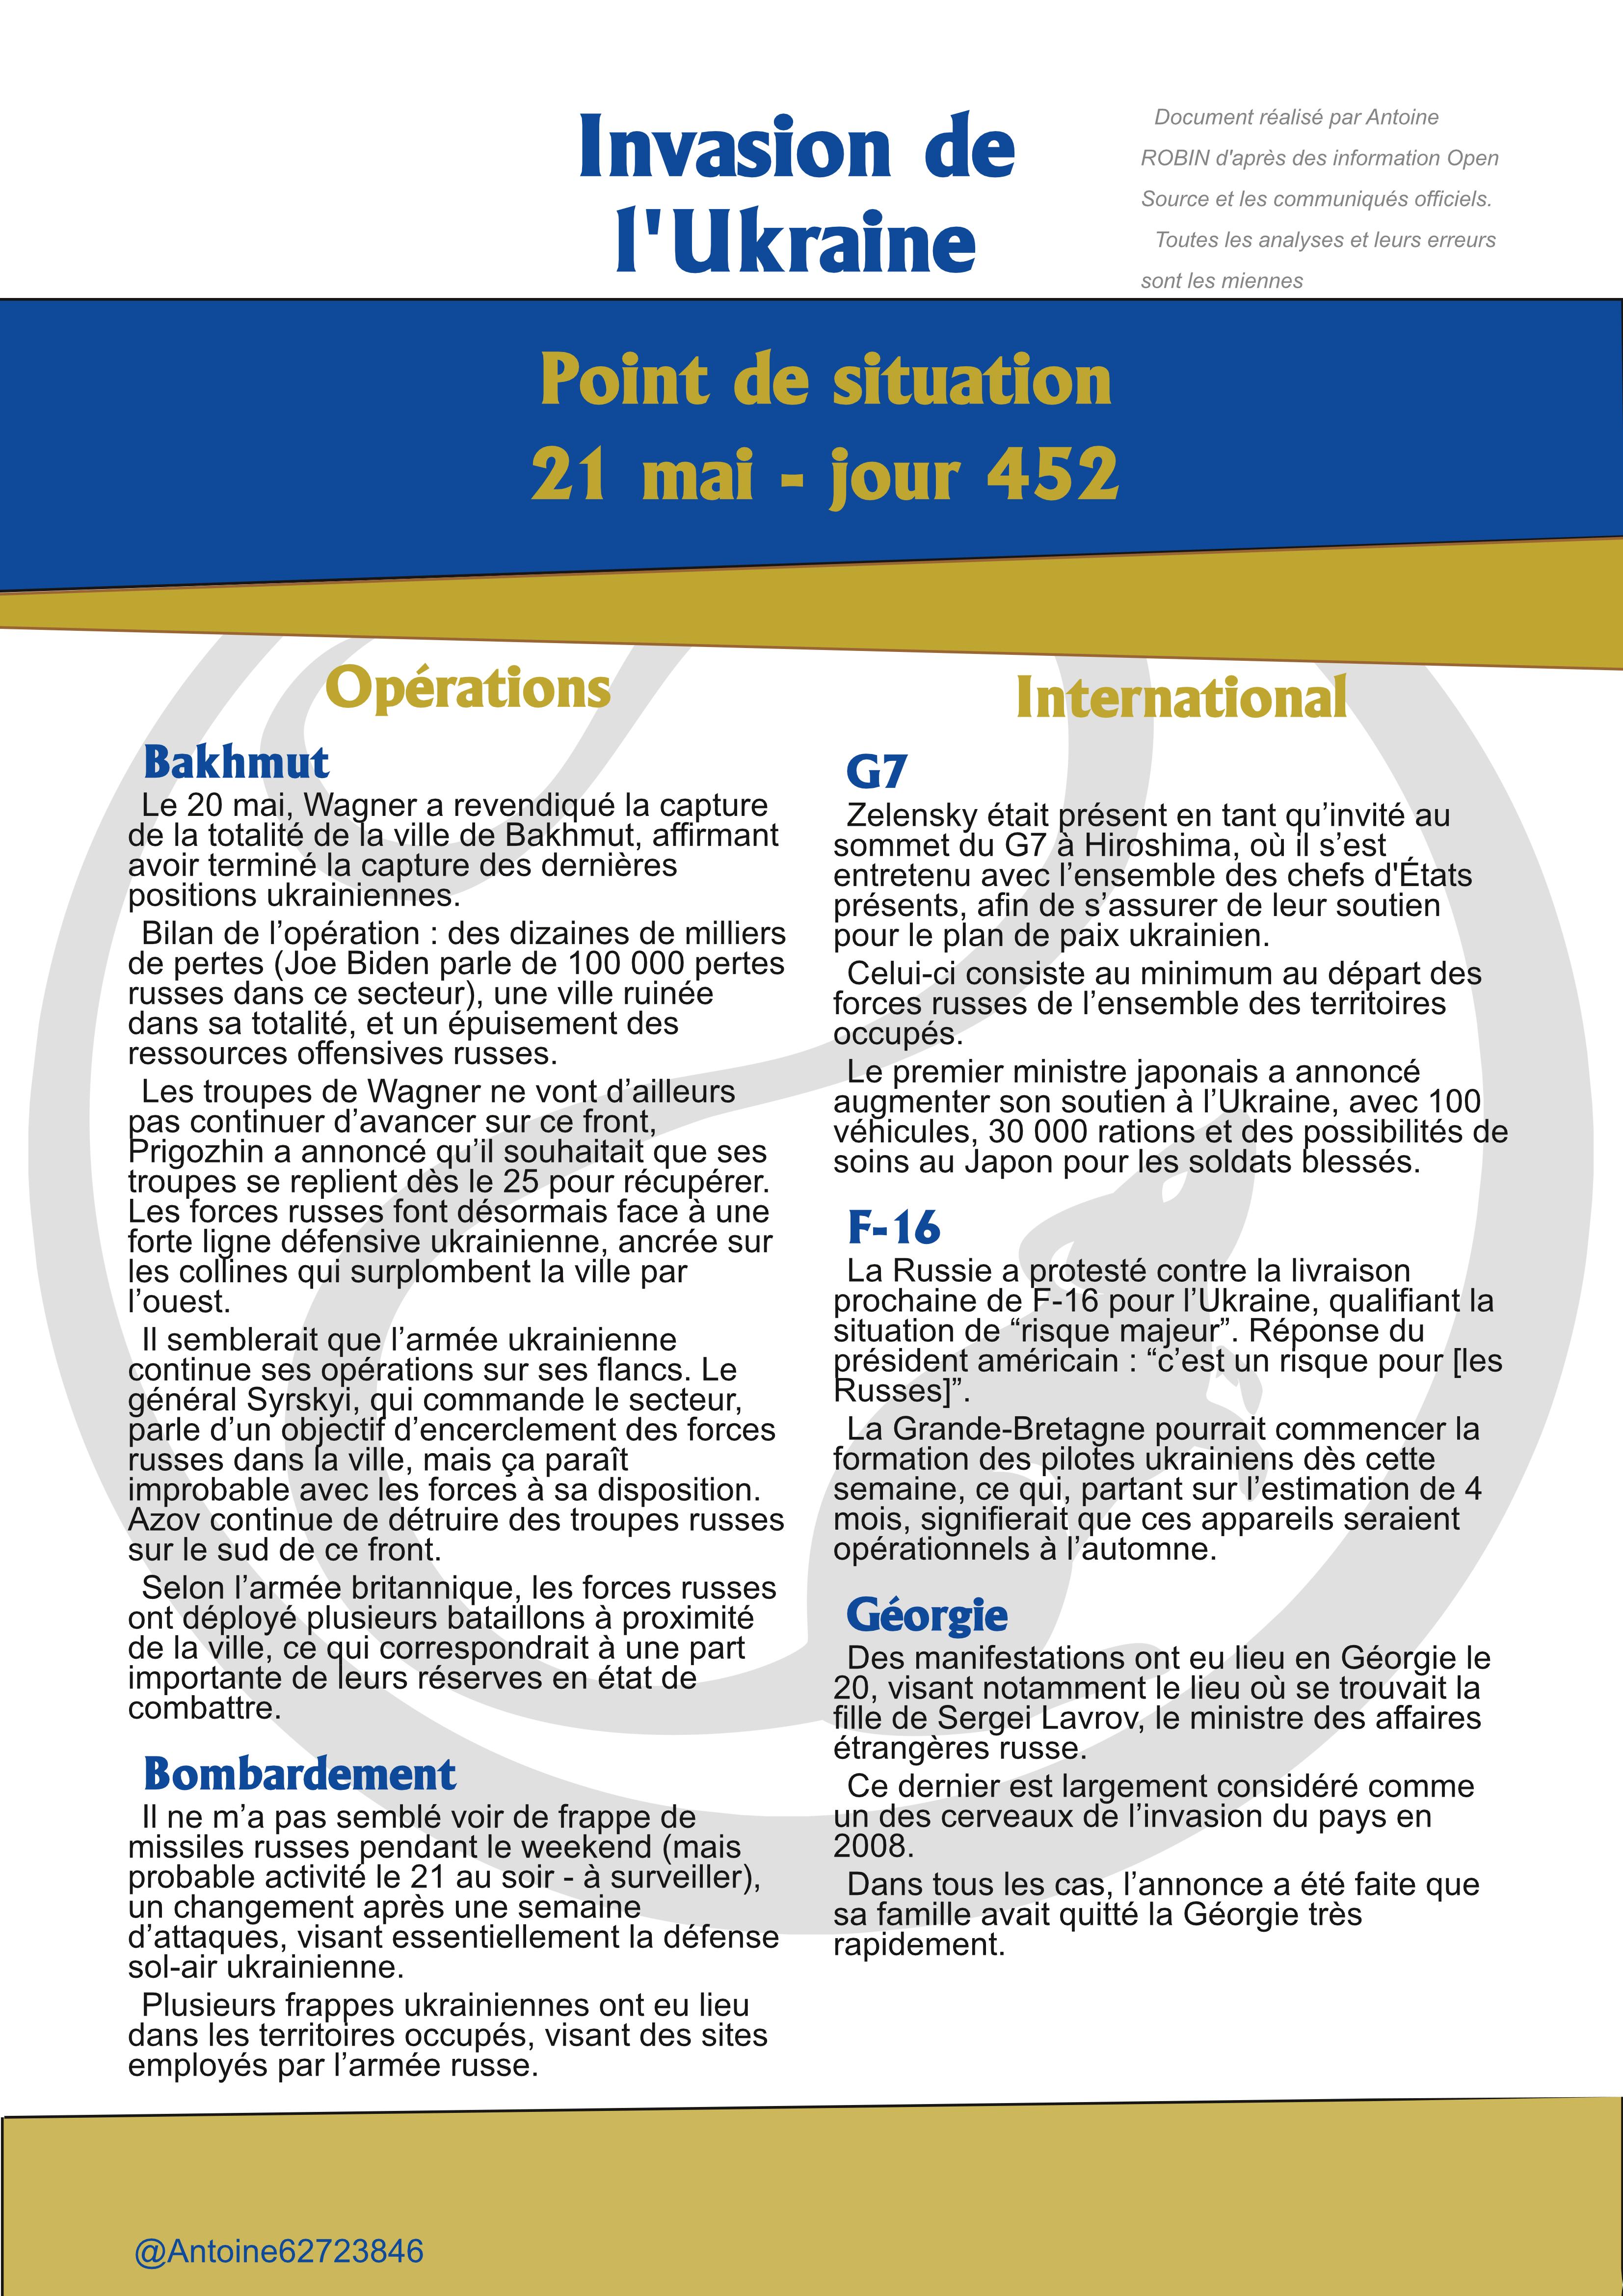 Invasion de
l'Ukraine
Document réalisé par Antoine
ROBIN d'après des information Open
Source et les communiqués officiels.
Toutes les analyses et leurs erreurs
sont les miennes
Point de situation
21 mai - jour 452
Opérations
Bakhmut
Le 20 mai, Wagner a revendiqué la capture
de la totalité de la ville de Bakhmut, affirmant
avoir terminé la capture des dernières
positions ukrainiennes.
Bilan de l’opération : des dizaines de milliers
de pertes (Joe Biden parle de 100 000 pertes
russes dans ce secteur), une ville ruinée
dans sa totalité, et un épuisement des
ressources offensives russes.
Les troupes de Wagner ne vont d’ailleurs
pas continuer d’avancer sur ce front,
Prigozhin a annoncé qu’il souhaitait que ses
troupes se replient dès le 25 pour récupérer.
Les forces russes font désormais face à une
forte ligne défensive ukrainienne, ancrée sur
les collines qui surplombent la ville par
l’ouest.
Il semblerait que l’armée ukrainienne
continue ses opérations sur ses flancs. Le
général Syrskyi, qui commande le secteur,
parle d’un objectif d’encerclement des forces
russes dans la ville, mais ça paraît
improbable avec les forces à sa disposition.
Azov continue de détruire des troupes russes
sur le sud de ce front.
Selon l’armée britannique, les forces russes
ont déployé plusieurs bataillons à proximité
de la ville, ce qui correspondrait à une part
importante de leurs réserves en état de
combattre.
Bombardement
Il ne m’a pas semblé voir de frappe de
missiles russes pendant le weekend (mais
probable activité le 21 au soir - à surveiller),
un changement après une semaine
d’attaques, visant essentiellement la défense
sol-air ukrainienne.
Plusieurs frappes ukrainiennes ont eu lieu
dans les territoires occupés, visant des sites
employés par l’armée russe.
International
G7
Zelensky était présent en tant qu’invité au
sommet du G7 à Hiroshima, où il s’est
entretenu avec l’ensemble des chefs d'États
présents, afin de s’assurer de leur soutien
pour le plan de paix ukrainien.
Celui-ci consiste au minimum au départ des
forces russes de l’ensemble des territoires
occupés.
Le premier ministre japonais a annoncé
augmenter son soutien à l’Ukraine, avec 100
véhicules, 30 000 rations et des possibilités de
soins au Japon pour les soldats blessés.
F-16
La Russie a protesté contre la livraison
prochaine de F-16 pour l’Ukraine, qualifiant la
situation de “risque majeur”. Réponse du
président américain : “c’est un risque pour [les
Russes]”.
La Grande-Bretagne pourrait commencer la
formation des pilotes ukrainiens dès cette
semaine, ce qui, partant sur l’estimation de 4
mois, signifierait que ces appareils seraient
opérationnels à l’automne.
Géorgie
Des manifestations ont eu lieu en Géorgie le
20, visant notamment le lieu où se trouvait la
fille de Sergei Lavrov, le ministre des affaires
étrangères russe.
Ce dernier est largement considéré comme
un des cerveaux de l’invasion du pays en
2008.
Dans tous les cas, l’annonce a été faite que
sa famille avait quitté la Géorgie très
rapidement.
@Antoine62723846